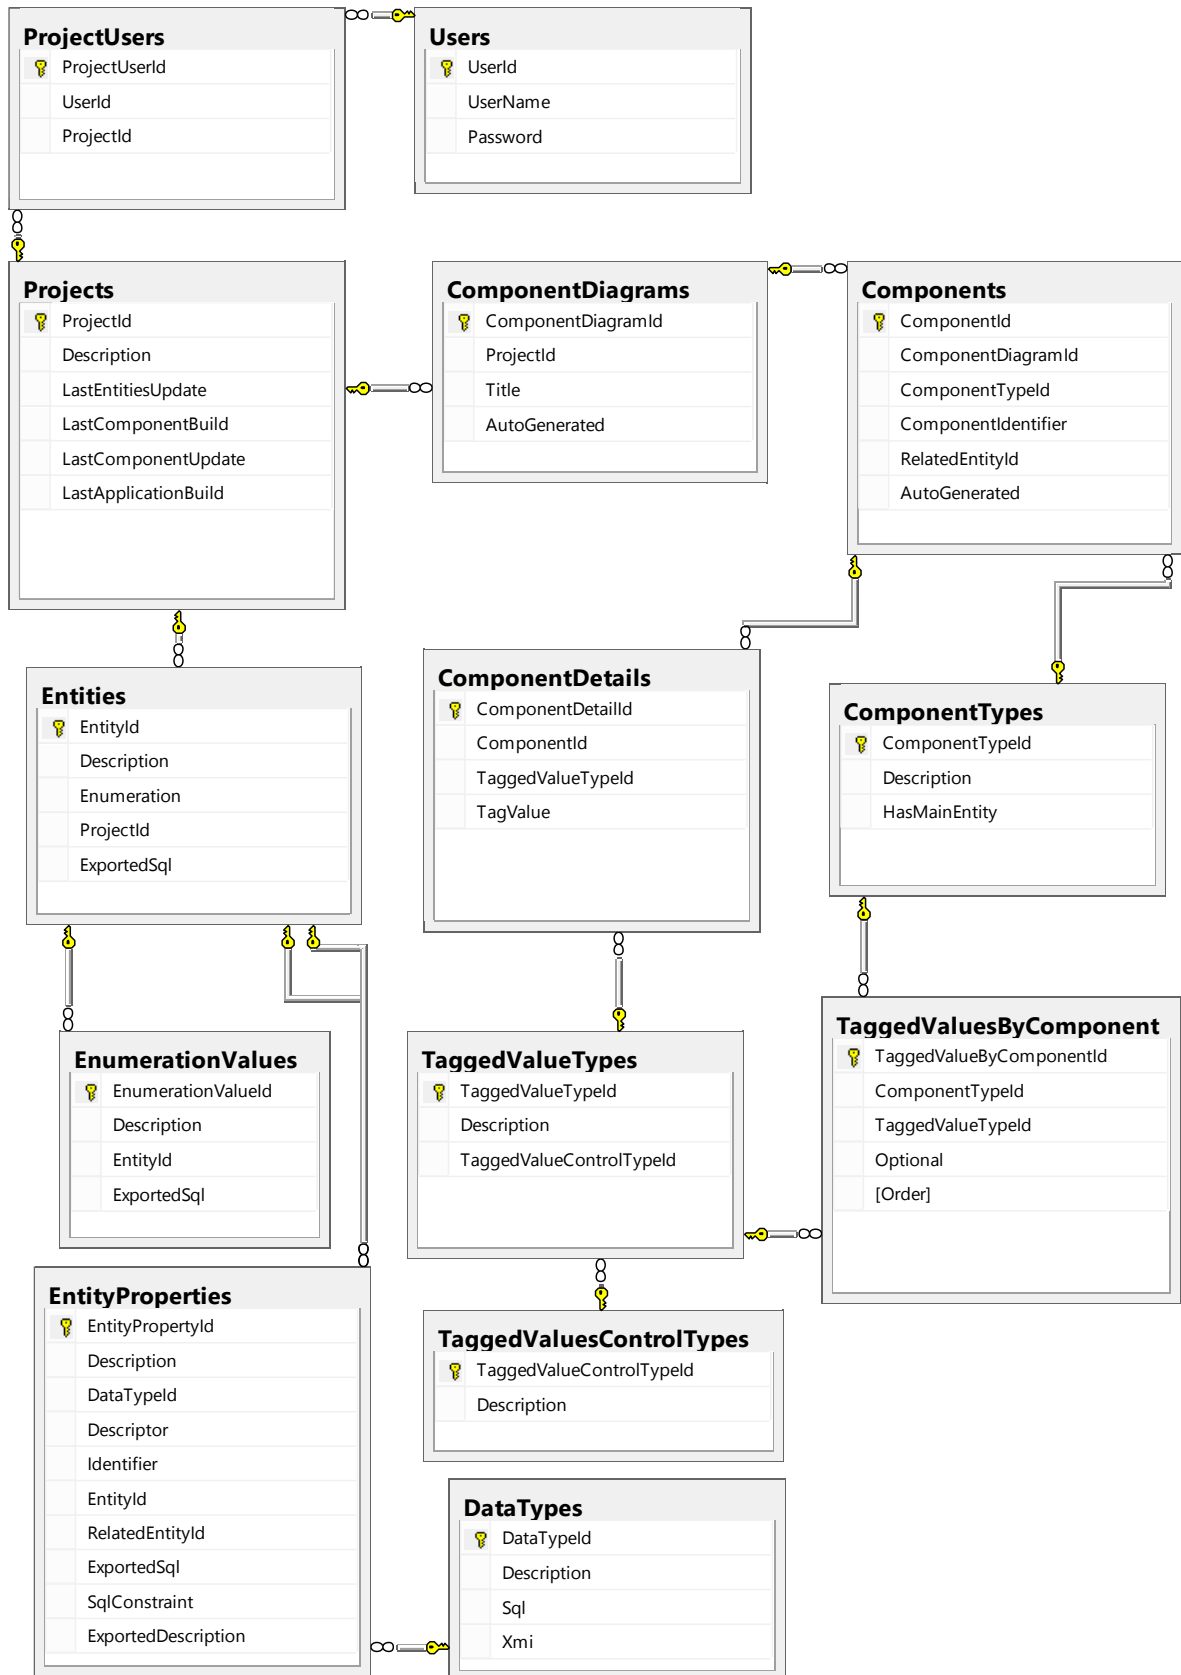 ProjectUsers
ProjectUserId
UserId
ProjectId
Users
UserId
UserName
Password
Projects
ProjectId
Description
LastEntitiesUpdate
LastComponentBuild
LastComponentUpdate
LastApplicationBuild
ComponentDiagrams
ComponentDiagramId
ProjectId
Title
AutoGenerated
Components
ComponentId
ComponentDiagramId
ComponentTypeId
ComponentIdentifier
RelatedEntityId
AutoGenerated
Entities
EntityId
Description
Enumeration
ProjectId
ExportedSql
ComponentDetails
ComponentDetailId
ComponentId
TaggedValueTypeId
TagValue
ComponentTypes
ComponentTypeId
Description
HasMainEntity
EnumerationValues
EnumerationValueId
Description
EntityId
ExportedSql
TaggedValueTypes
TaggedValueTypeId
Description
TaggedValueControlTypeId
TaggedValuesByComponent
TaggedValueByComponentId
ComponentTypeId
TaggedValueTypeId
Optional
[Order]
EntityProperties
EntityPropertyId
Description
DataTypeId
Descriptor
Identifier
EntityId
RelatedEntityId
ExportedSql
SqlConstraint
ExportedDescription
TaggedValuesControlTypes
TaggedValueControlTypeId
Description
DataTypes
DataTypeId
Description
Sql
Xmi